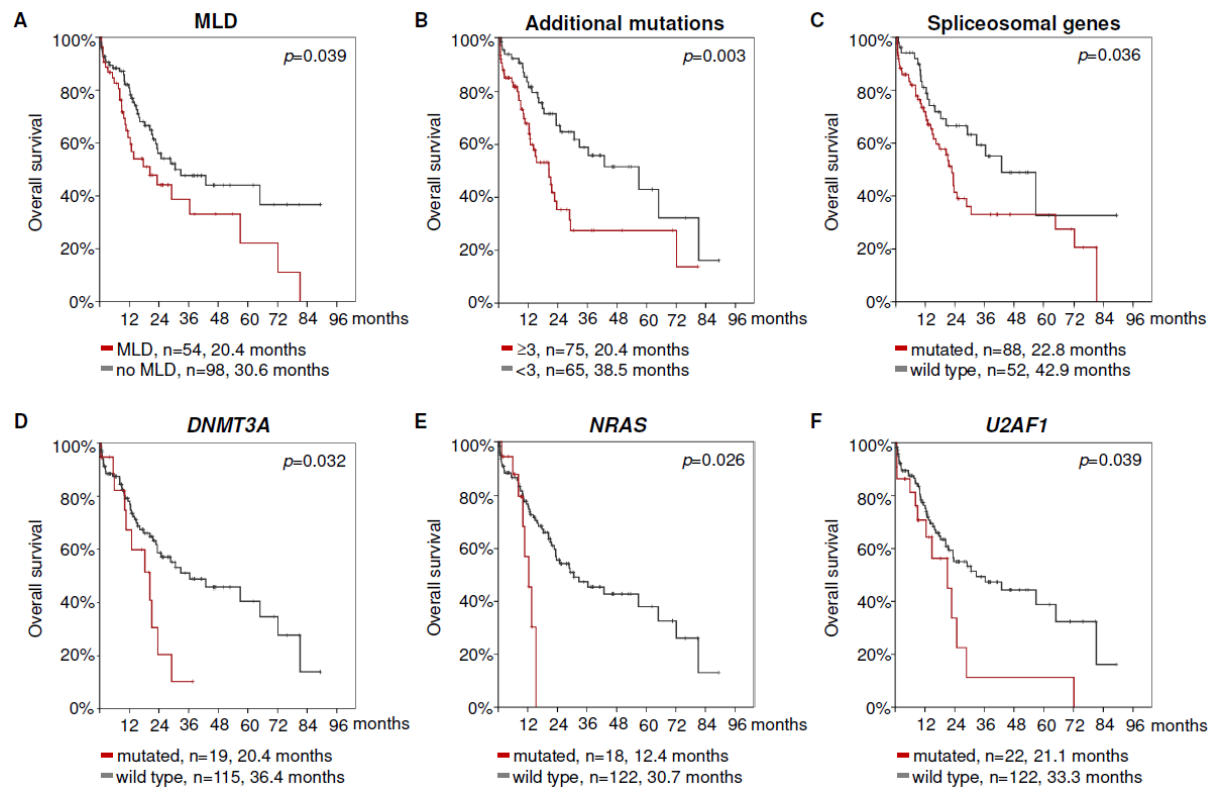 A
MLD
100%
80%
60%
40%
20%
0%
Overall survival
p=0.039
12 24 36 48 60 72 84 96 months
MLD, n=54, 20.4 months
no MLD, n=98, 30.6 months
B
Additional mutations
100%
80%
60%
40%
20%
0%
Overall survival
p=0.003
12 24 36 48 60 72 84 96 months
≥3, n=75, 20.4 months
<3, n=65, 38.5 months
C
Spliceosomal genes
100%
80%
60%
40%
20%
0%
Overall survival
p=0.036
12 24 36 48 60 72 84 96 months
mutated, n=88, 22.8 months
wild type, n=52, 42.9 months
D
DNMT3A
100%
80%
60%
40%
20%
0%
Overall survival
p=0.032
12 24 36 48 60 72 84 96 months
mutated, n=19, 20.4 months
wild type, n=115, 36.4 months
E
NRAS
100%
80%
60%
40%
20%
0%
Overall survival
p=0.026
12 24 36 48 60 72 84 96 months
mutated, n=18, 12.4 months
wild type, n=122, 30.7 months
F
U2AF1
100%
80%
60%
40%
20%
0%
Overall survival
p=0.039
12 24 36 48 60 72 84 96 months
mutated, n=22, 21.1 months
wild type, n=122, 33.3 months